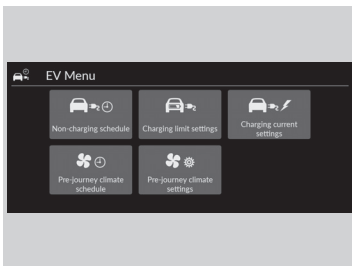 EV Menu
Non-charging schedule
Charging limit settings
Charging current
settings
Pre-journey climate
schedule
Pre-journey climate
settings